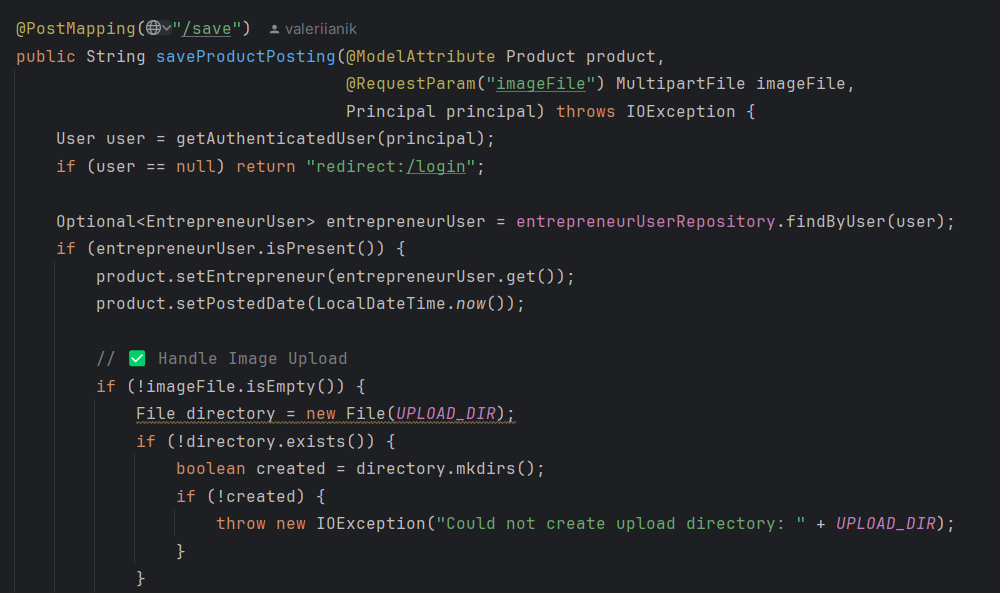 @PostMapping("/save") valeriianik
public String saveProductPosting(@ModelAttribute Product product,
@RequestParam("imageFile") MultipartFile imageFile,
Principal principal) throws IOException {
User user = getAuthenticatedUser(principal);
if (user == null) return "redirect:/login";
Optional<EntrepreneurUser> entrepreneurUser = entrepreneurUserRepository.findByUser(user);
if (entrepreneurUser.isPresent()) {
product.setEntrepreneur(entrepreneurUser.get());
product.setPostedDate(LocalDateTime.now());
// ✅ Handle Image Upload
if (!imageFile.isEmpty()) {
File directory = new File(UPLOAD_DIR);
if (!directory.exists()) {
boolean created = directory.mkdirs();
if (!created) {
throw new IOException("Could not create upload directory: " + UPLOAD_DIR);
}
}